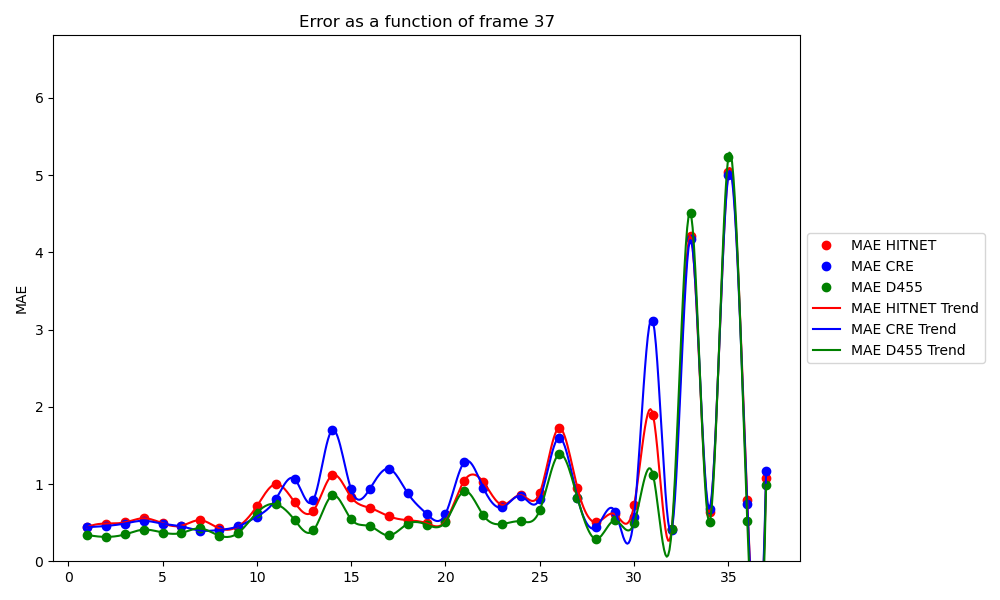 Error as a function of frame 37
MAE
6
5
4
3
2
1
0
0 5 10 15 20 25 30 35
MAE HITNET
MAE CRE
MAE D455
MAE HITNET Trend
MAE CRE Trend
MAE D455 Trend